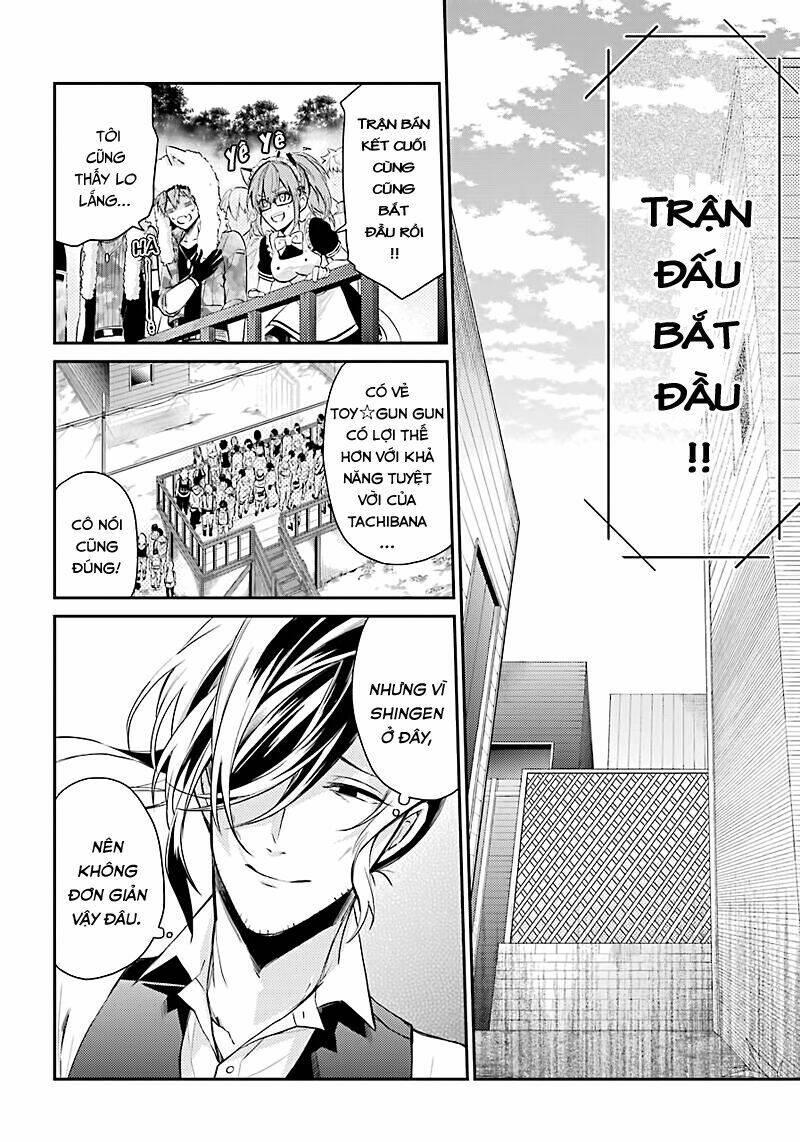 TRẬN
ĐẤU
BẮT
ĐẦU
!!
TRẬN BÁN
KẾT CUỐI
CÙNG
CŨNG
BẮT
ĐẦU RỒI
!!
YÊ YÊ
TÔI
CŨNG
THẤY LO
LẮNG...
HÀ
CÓ VẺ
TOY☆GUN GUN
CÓ LỢI THẾ
HƠN VỚI KHẢ
NĂNG TUYỆT
VỜI CỦA
TACHIBANA
...
CÔ NÓI
CŨNG
ĐÚNG!
NHƯNG VÌ
SHINGEN
Ở ĐÂY,
NÊN
KHÔNG
ĐƠN GIẢN
VẬY ĐÂU.